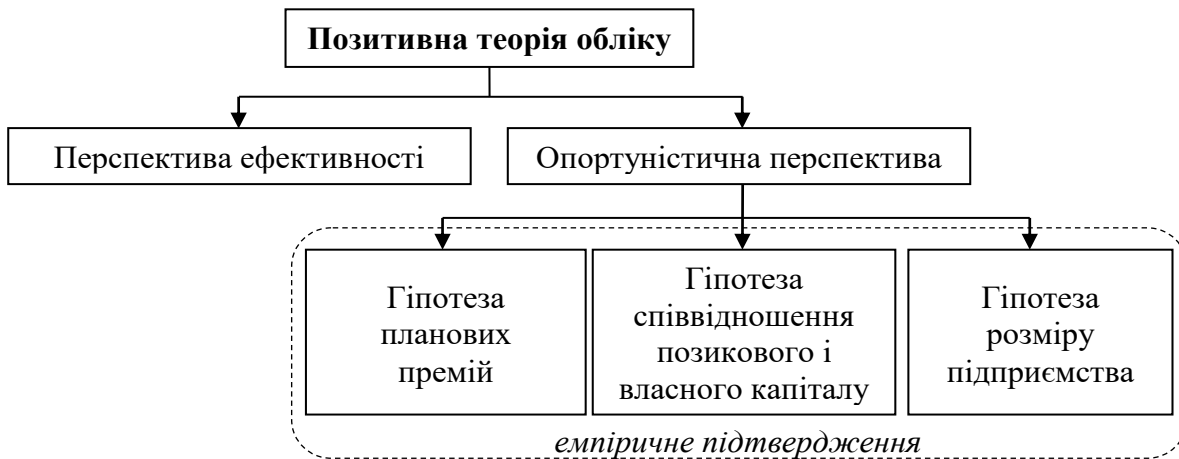 Позитивна теорія обліку
Перспектива ефективності
Опортуністична перспектива
Гіпотеза
планових
премій
Гіпотеза
співвідношення
позикового і
власного капіталу
Гіпотеза
розміру
підприємства
емпіричне підтвердження